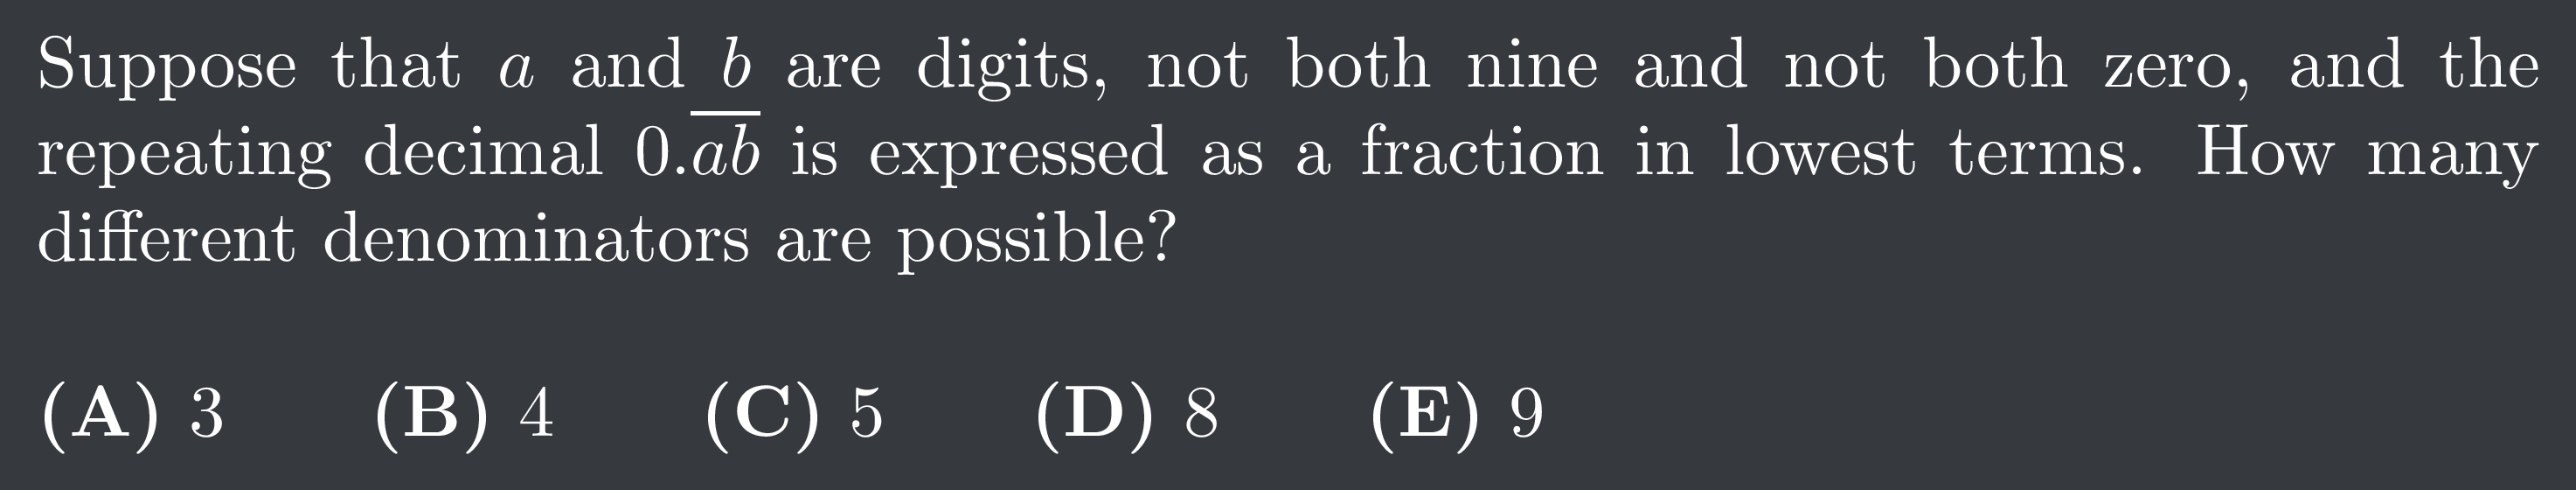 Suppose that a and b are digits, not both nine and not both zero, and the
repeating decimal 0.\overline{ab} is expressed as a fraction in lowest terms. How many
different denominators are possible?
(A) 3 (B) 4 (C) 5 (D) 8 (E) 9